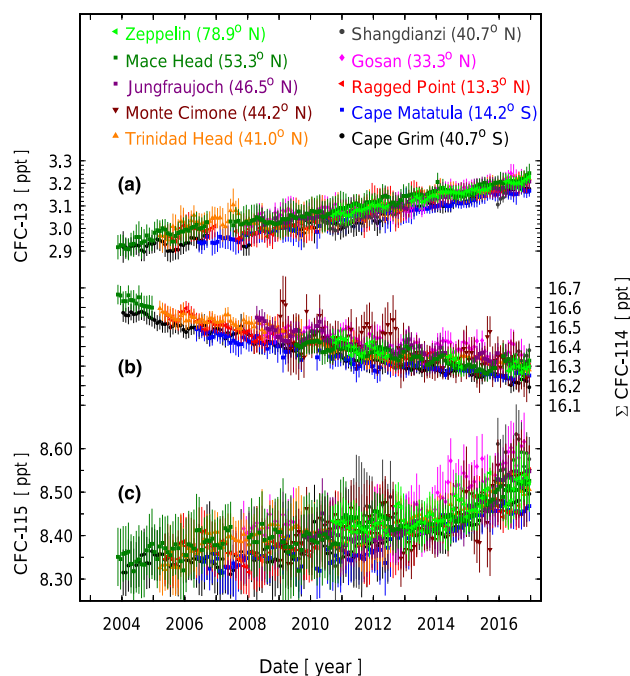 Zeppelin (78.9° N)
Mace Head (53.3° N)
Jungfraujoch (46.5° N)
Monte Cimone (44.2° N)
Trinidad Head (41.0° N)
Shangdianzi (40.7° N)
Gosan (33.3° N)
Ragged Point (13.3° N)
Cape Matatula (14.2° S)
Cape Grim (40.7° S)
CFC-13 [ ppt ]
3.3
3.2
3.1
3.0
2.9
(a)
(b)
16.7
16.6
16.5
16.4
16.3
16.2
16.1
Σ CFC-114 [ ppt ]
CFC-115 [ ppt ]
8.60
8.50
8.40
8.30
(c)
2004 2006 2008 2010 2012 2014 2016
Date [ year ]